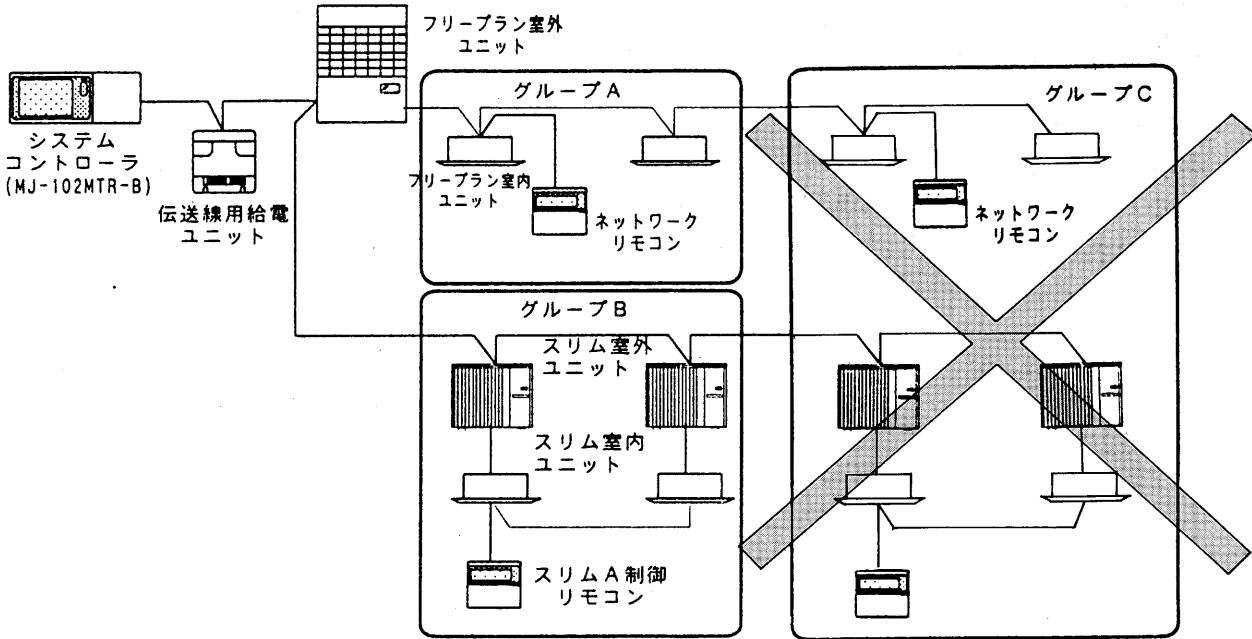 フリープラン室外
ユニット
システム
コントローラ
(MJ-102MTR-B)
伝送線用給電
ユニット
グループA
フリープラン室内
ユニット
ネットワーク
リモコン
グループC
ネットワーク
リモコン
グループB
スリム室外
ユニット
スリム室内
ユニット
スリムA制御
リモコン